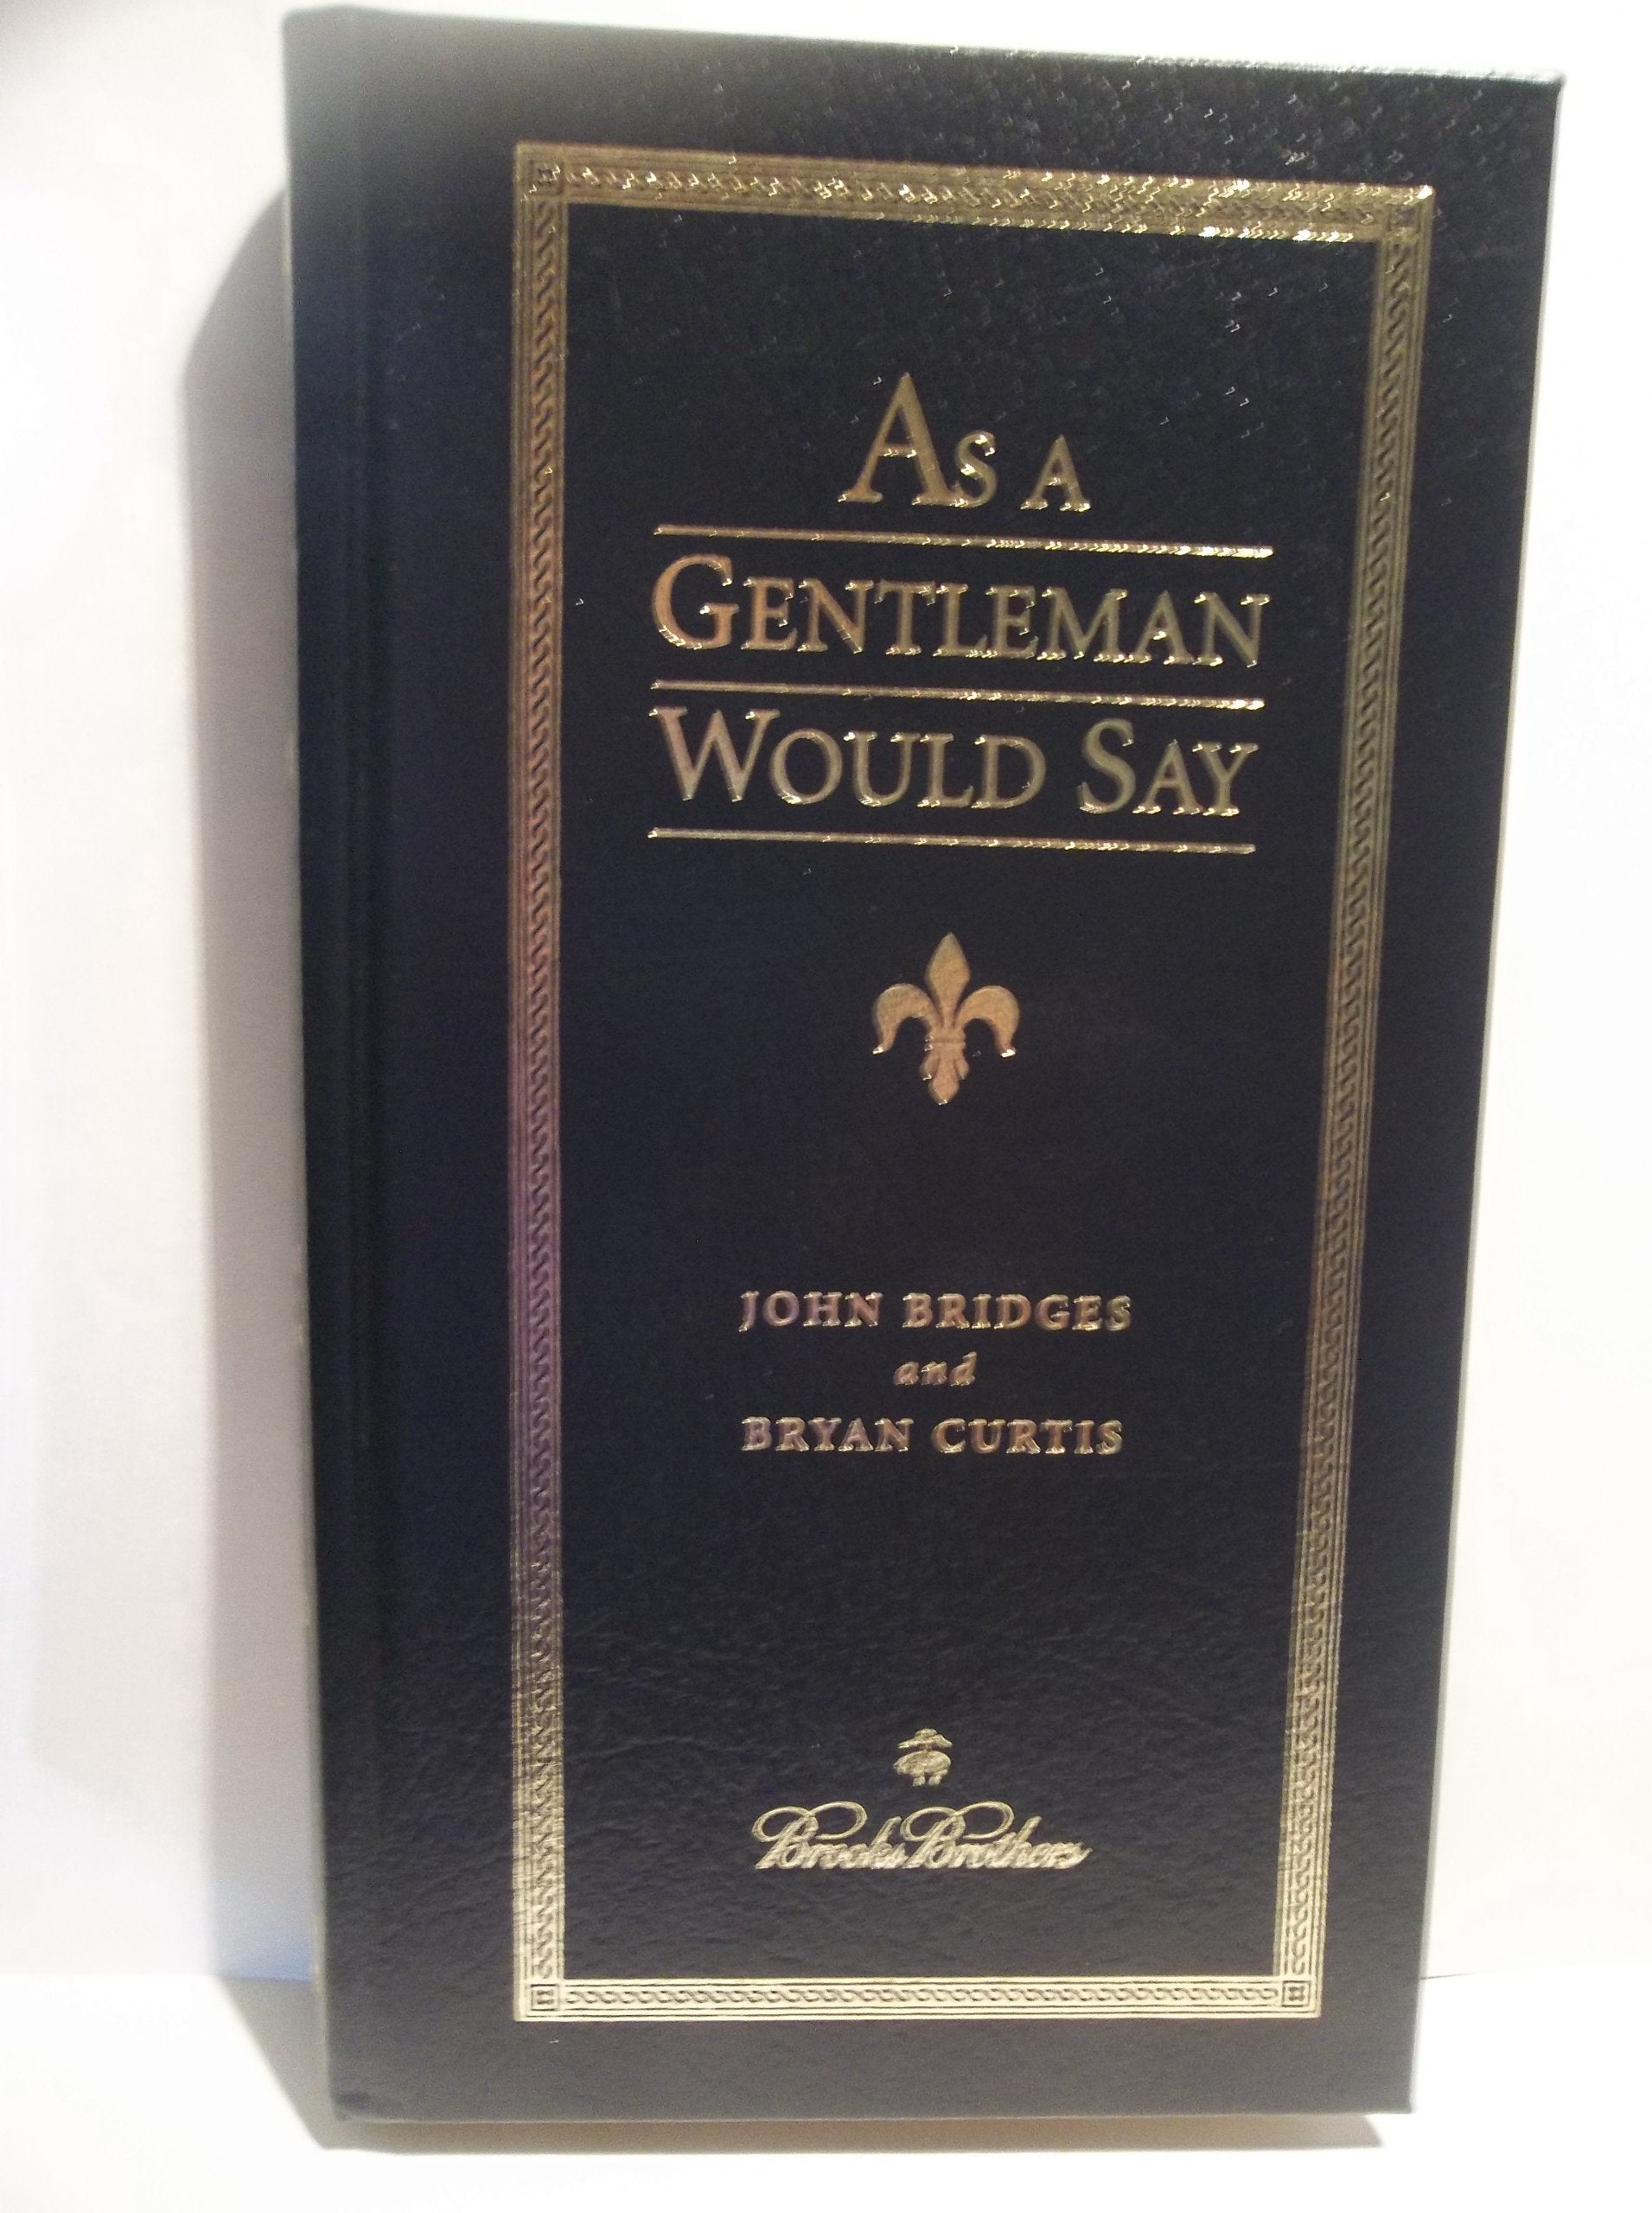 As A
Gentleman
Would Say
JOHN BRIDGES
and
BRYAN CURTIS
Brooks Brothers